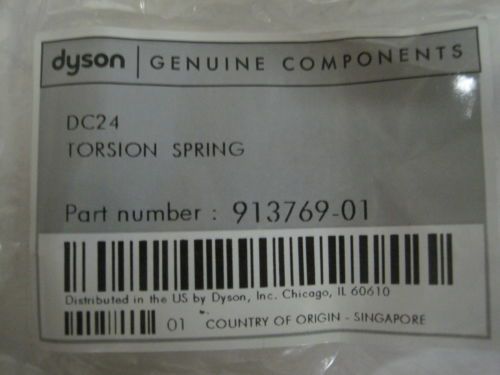 dyson | GENUINE COMPONENTS
DC24
TORSION SPRING
Part number : 913769-01
Distributed in the US by Dyson, Inc. Chicago, IL 60610
01 COUNTRY OF ORIGIN - SINGAPORE